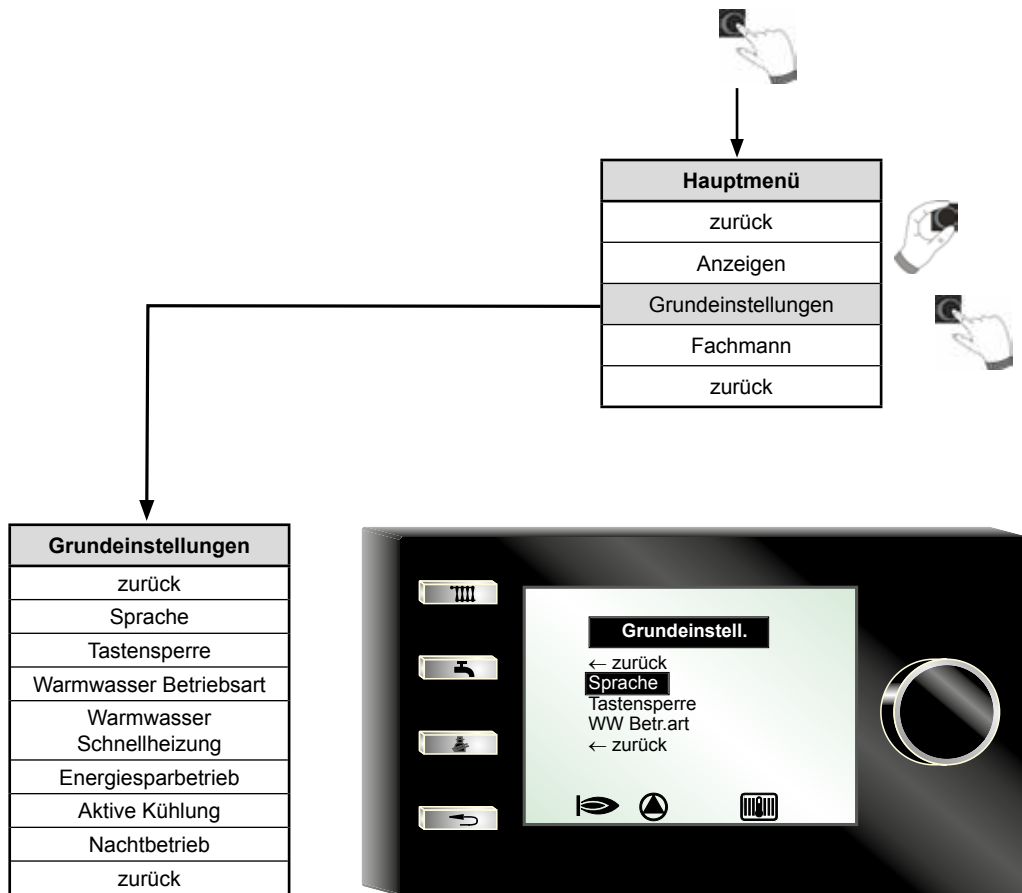 Hauptmenü
zurück
Anzeigen
Grundeinstellungen
Fachmann
zurück
Grundeinstellungen
zurück
Sprache
Tastensperre
Warmwasser Betriebsart
Warmwasser
Schnellheizung
Energiesparbetrieb
Aktive Kühlung
Nachtbetrieb
zurück
Grundeinstell.
← zurück
Sprache
Tastensperre
WW Betr.art
← zurück